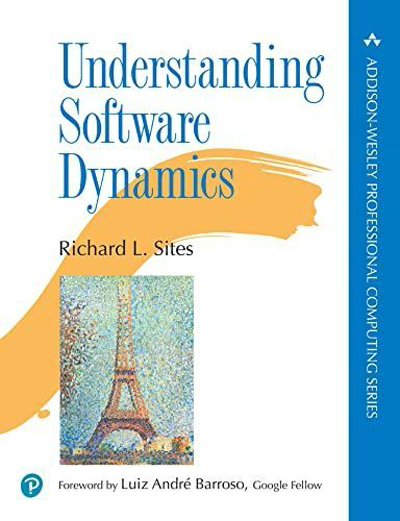 Understanding
Software
Dynamics
Richard L. Sites
Foreword by Luiz André Barroso, Google Fellow
ADDISON-WESLEY PROFESSIONAL COMPUTING SERIES
P